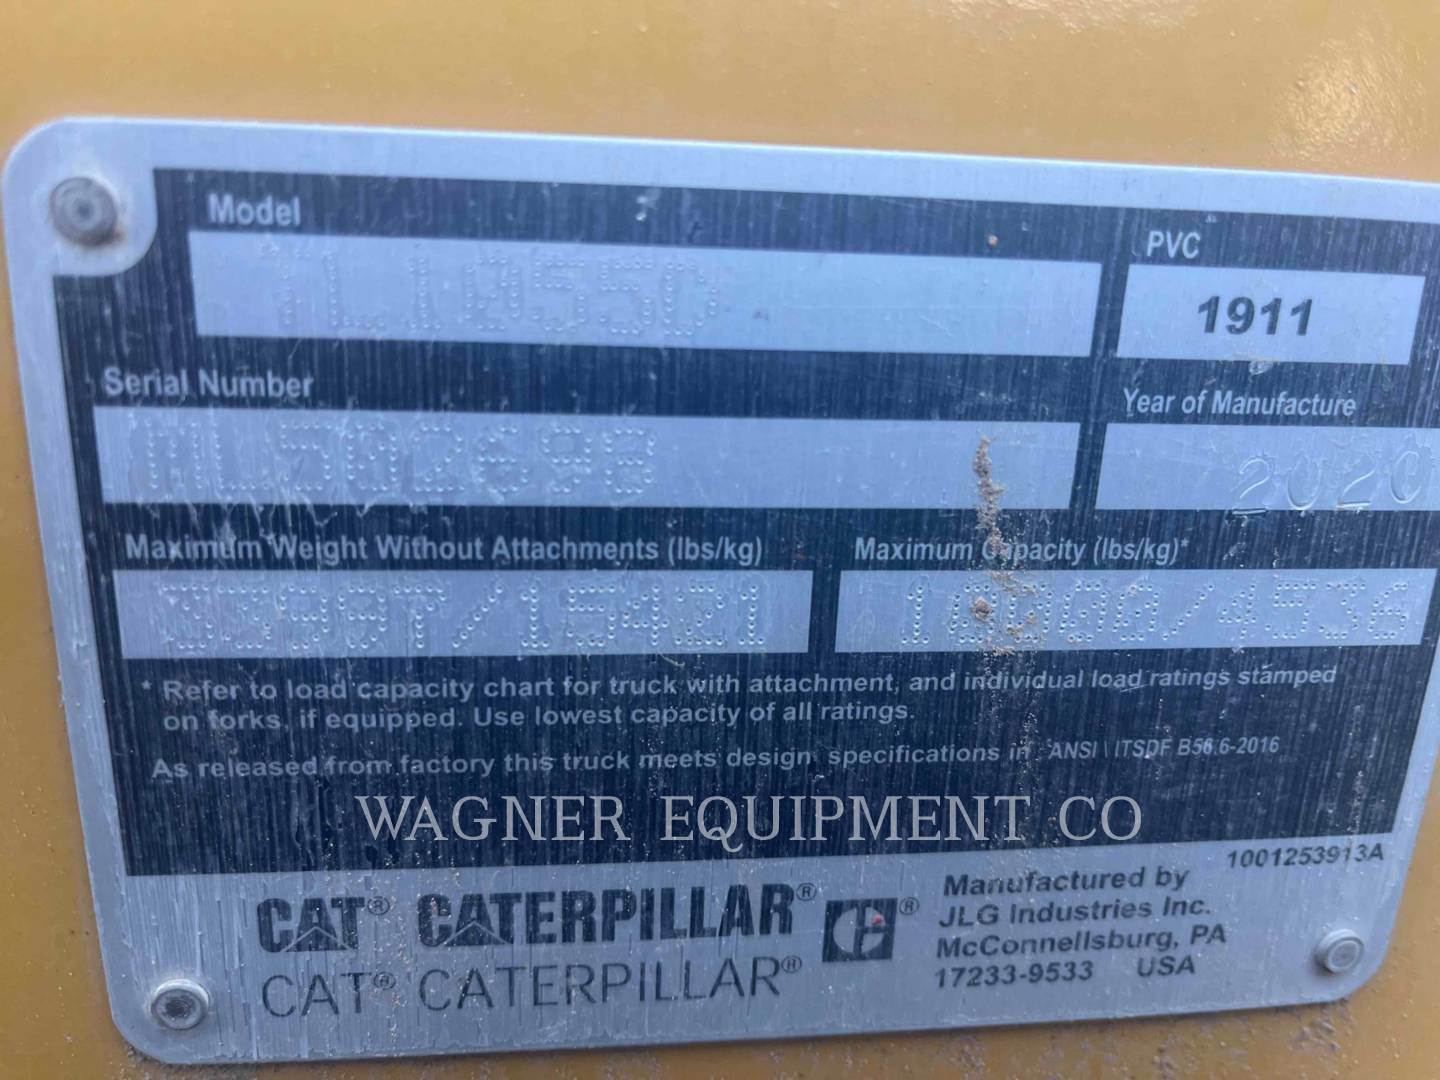 Model
TL1055D
PVC
1911
Serial Number
Year of Manufacture
2020
Maximum Weight Without Attachments (lbs/kg)
33997/15421
Maximum Capacity (lbs/kg)*
10000/4536
* Refer to load capacity chart for truck with attachment, and individual load ratings stamped
on forks, if equipped. Use lowest capacity of all ratings.
As released from factory this truck meets design specifications in ANSI \ ITSDF B56.6-2016
WAGNER EQUIPMENT CO
1001253913A
CAT® CATERPILLAR®
CAT® CATERPILLAR®
Manufactured by
JLG Industries Inc.
McConnellsburg, PA
17233-9533 USA